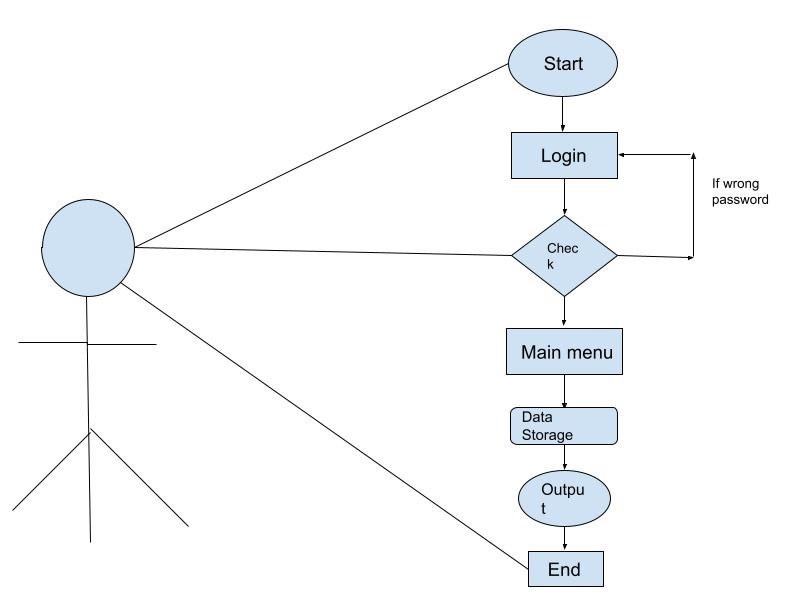 Start
Login
If wrong
password
Chec
k
Main menu
Data
Storage
Outpu
t
End